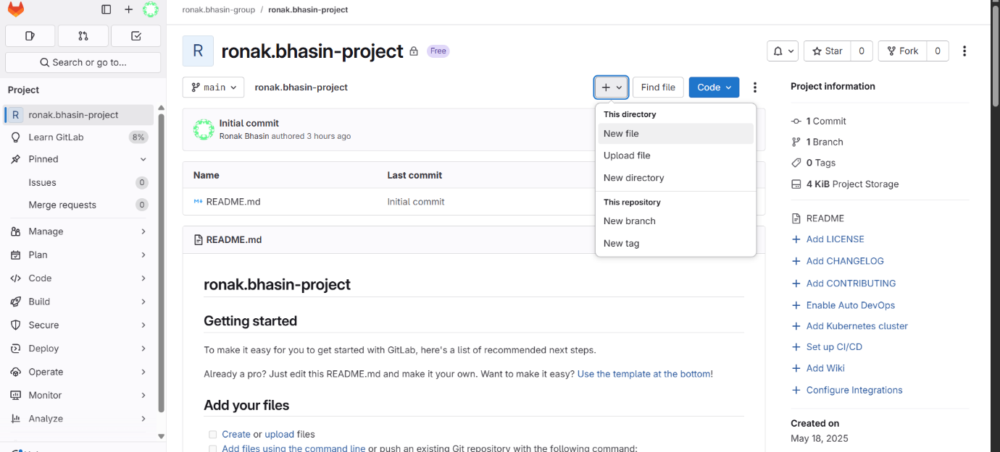 ronak.bhasin-group / ronak.bhasin-project
Search or go to...
Project
R ronak.bhasin-project
Learn GitLab 8%
Pinned
Issues 0
Merge requests 0
Manage
Plan
Code
Build
Secure
Deploy
Operate
Monitor
Analyze
R ronak.bhasin-project Free
Star 0
Fork 0
main
ronak.bhasin-project
Find file
Code
This directory
New file
Upload file
New directory
This repository
New branch
New tag
Initial commit
Ronak Bhasin authored 3 hours ago
Name Last commit
README.md Initial commit
README.md
ronak.bhasin-project
Getting started
To make it easy for you to get started with GitLab, here's a list of recommended next steps.
Already a pro? Just edit this README.md and make it your own. Want to make it easy? Use the template at the bottom!
Add your files
Create or upload files
Add files using the command line or push an existing Git repository with the following command:
Project information
1 Commit
1 Branch
0 Tags
4 KiB Project Storage
README
Add LICENSE
Add CHANGELOG
Add CONTRIBUTING
Enable Auto DevOps
Add Kubernetes cluster
Set up CI/CD
Add Wiki
Configure Integrations
Created on
May 18, 2025